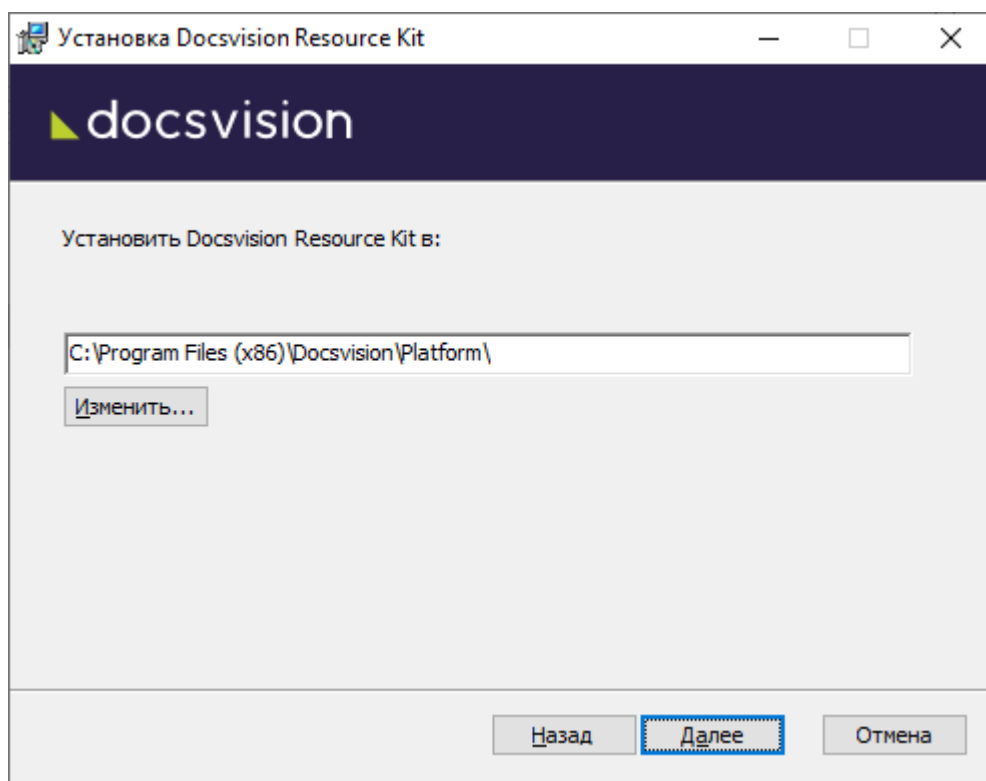 Установка Docsvision Resource Kit
docsvision
Установить Docsvision Resource Kit в:
C:\Program Files (x86)\Docsvision\Platform\
Изменить...
Назад Далее Отмена